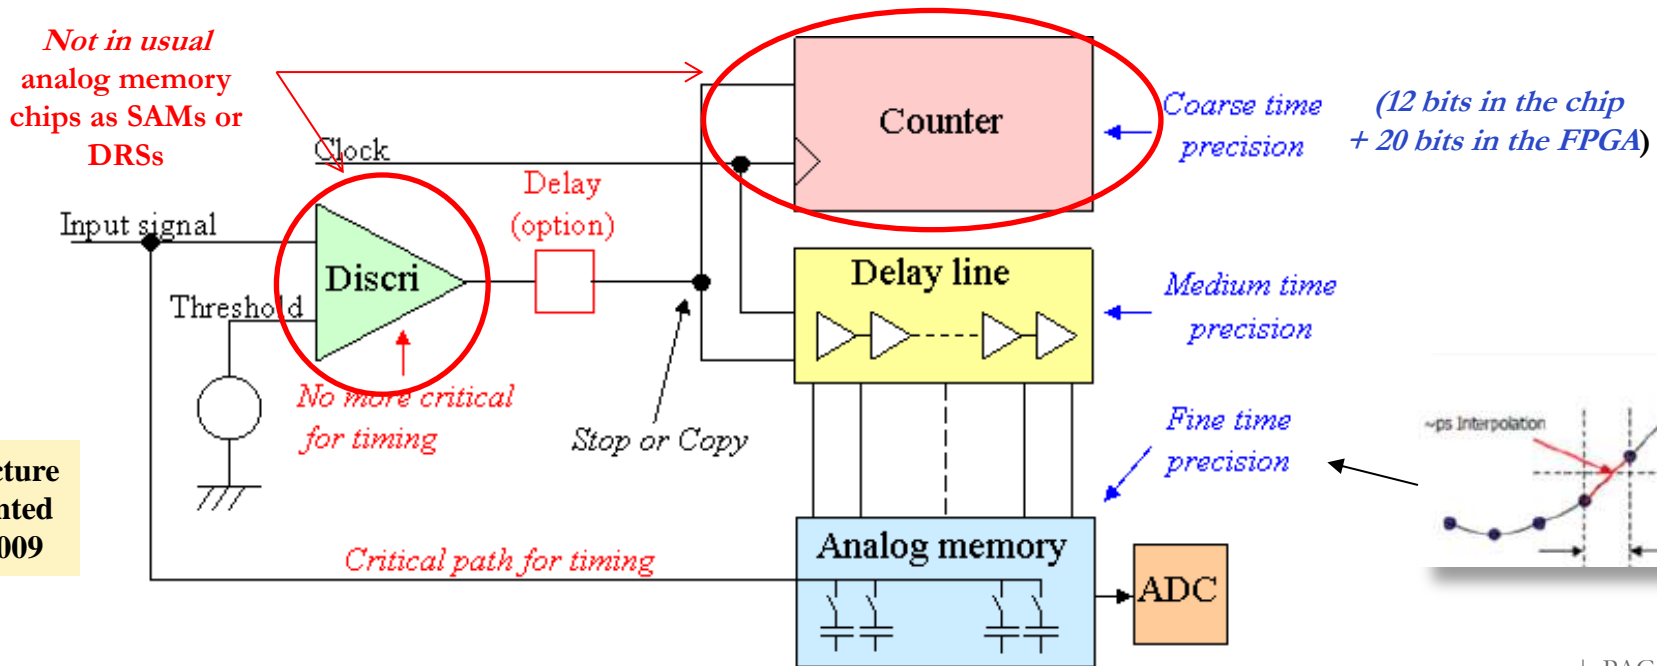 Not in usual
analog memory
chips as SAMs or
DRSs
Clock
Input signal
Threshold
Discri
Delay
(option)
No more critical
for timing
Stop or Copy
Counter
Coarse time
precision
(12 bits in the chip
+ 20 bits in the FPGA)
Delay line
Medium time
precision
Fine time
precision
~ps Interpolation
Critical path for timing
Analog memory
ADC
009